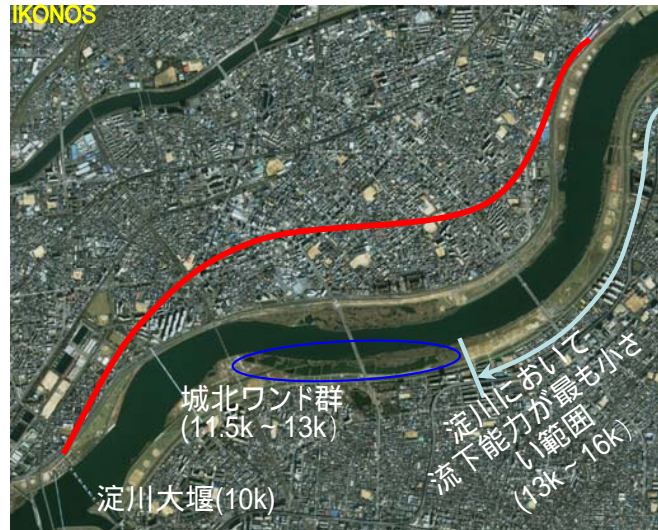 IKONOS
城北ワンド群
(11.5k~13k)
淀川大堰(10k)
淀川において
流下能力が最も小さ
い範囲
(13k~16k)